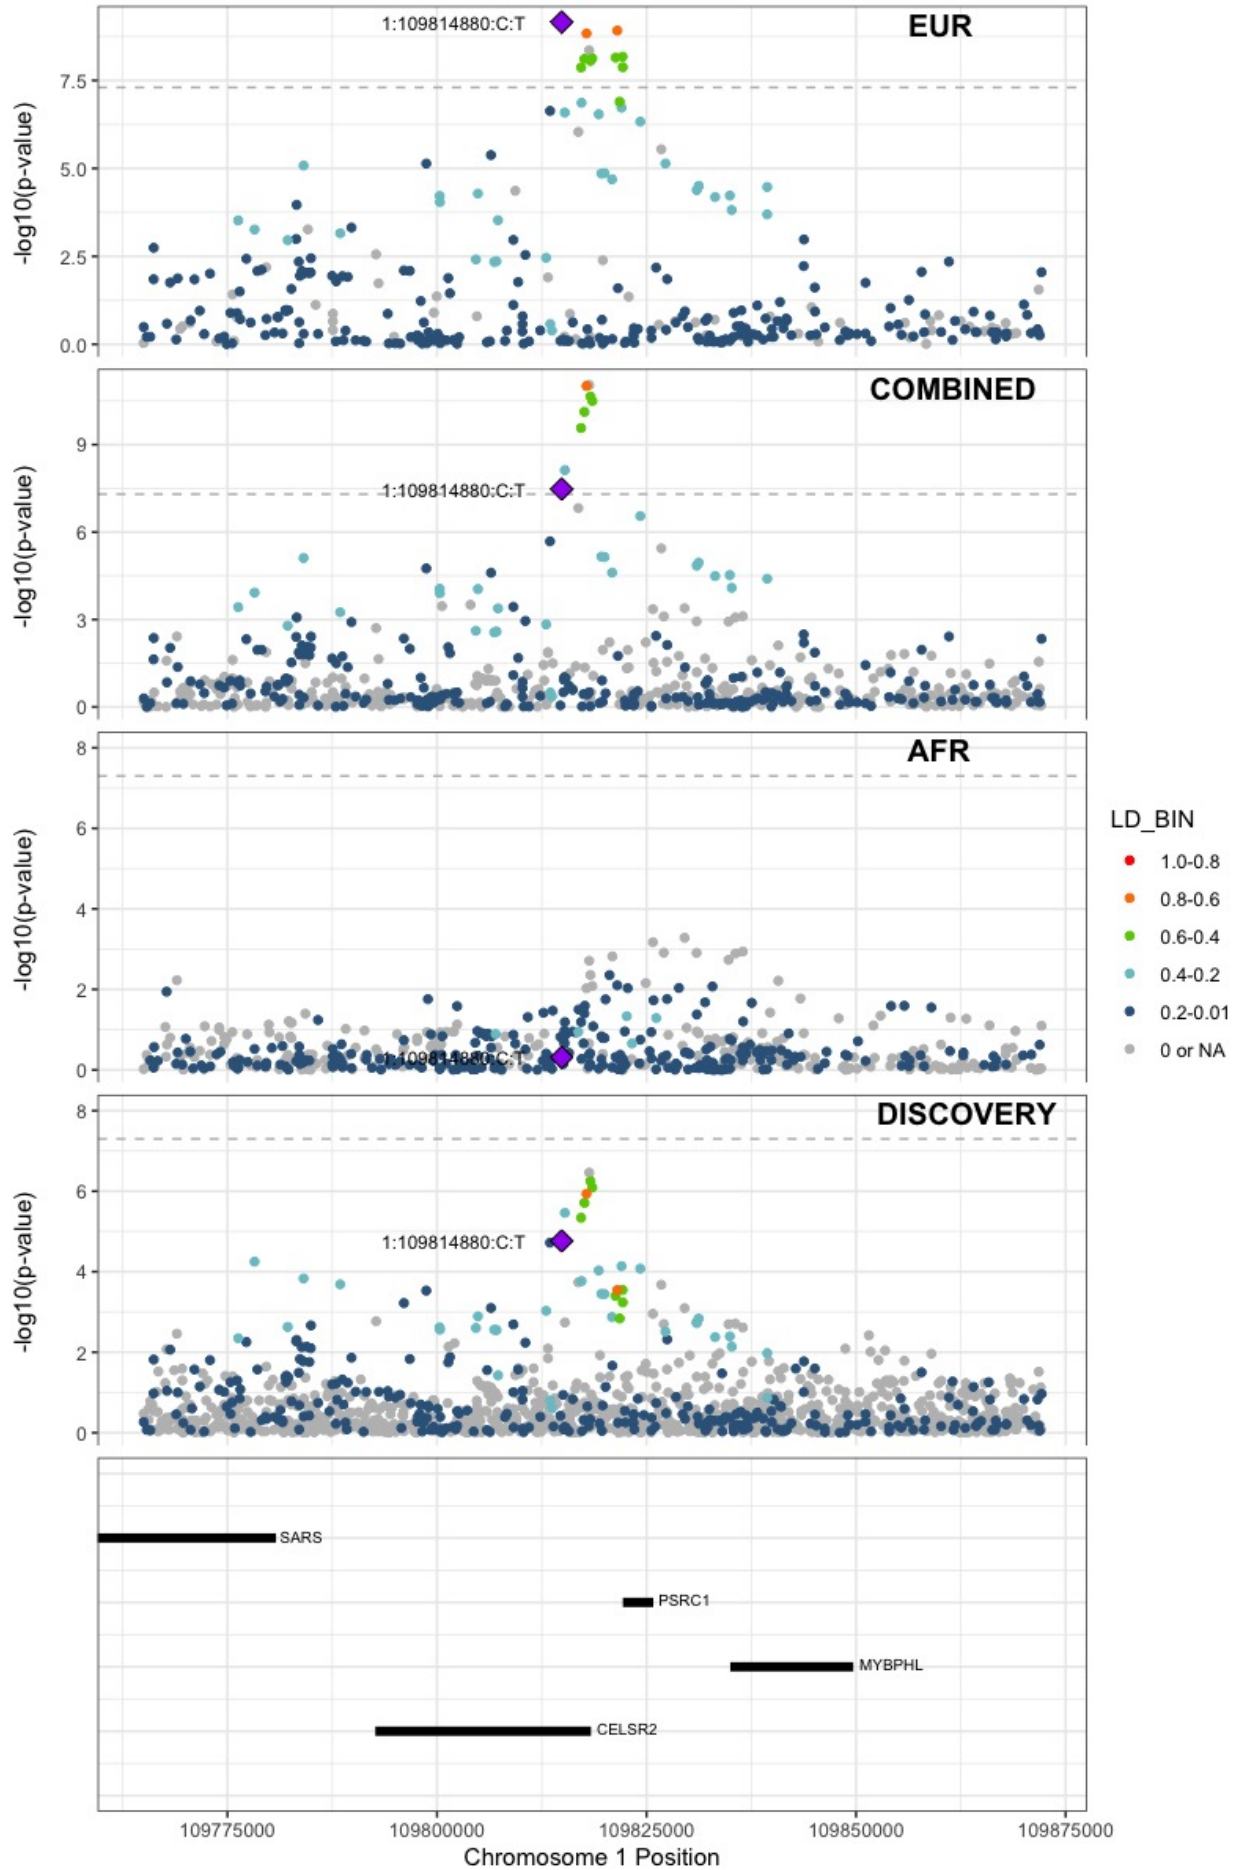 EUR
1:109814880:C:T
-log10(p-value)
7.5
5.0
2.5
0.0
COMBINED
1:109814880:C:T
-log10(p-value)
9
6
3
0
AFR
1:109814880:C:T
-log10(p-value)
8
6
4
2
0
DISCOVERY
1:109814880:C:T
-log10(p-value)
8
6
4
2
0
LD_BIN
1.0-0.8
0.8-0.6
0.6-0.4
0.4-0.2
0.2-0.01
0 or NA
SARS
PSRC1
MYBPHL
CELSR2
109775000 109800000 109825000 109850000 109875000
Chromosome 1 Position